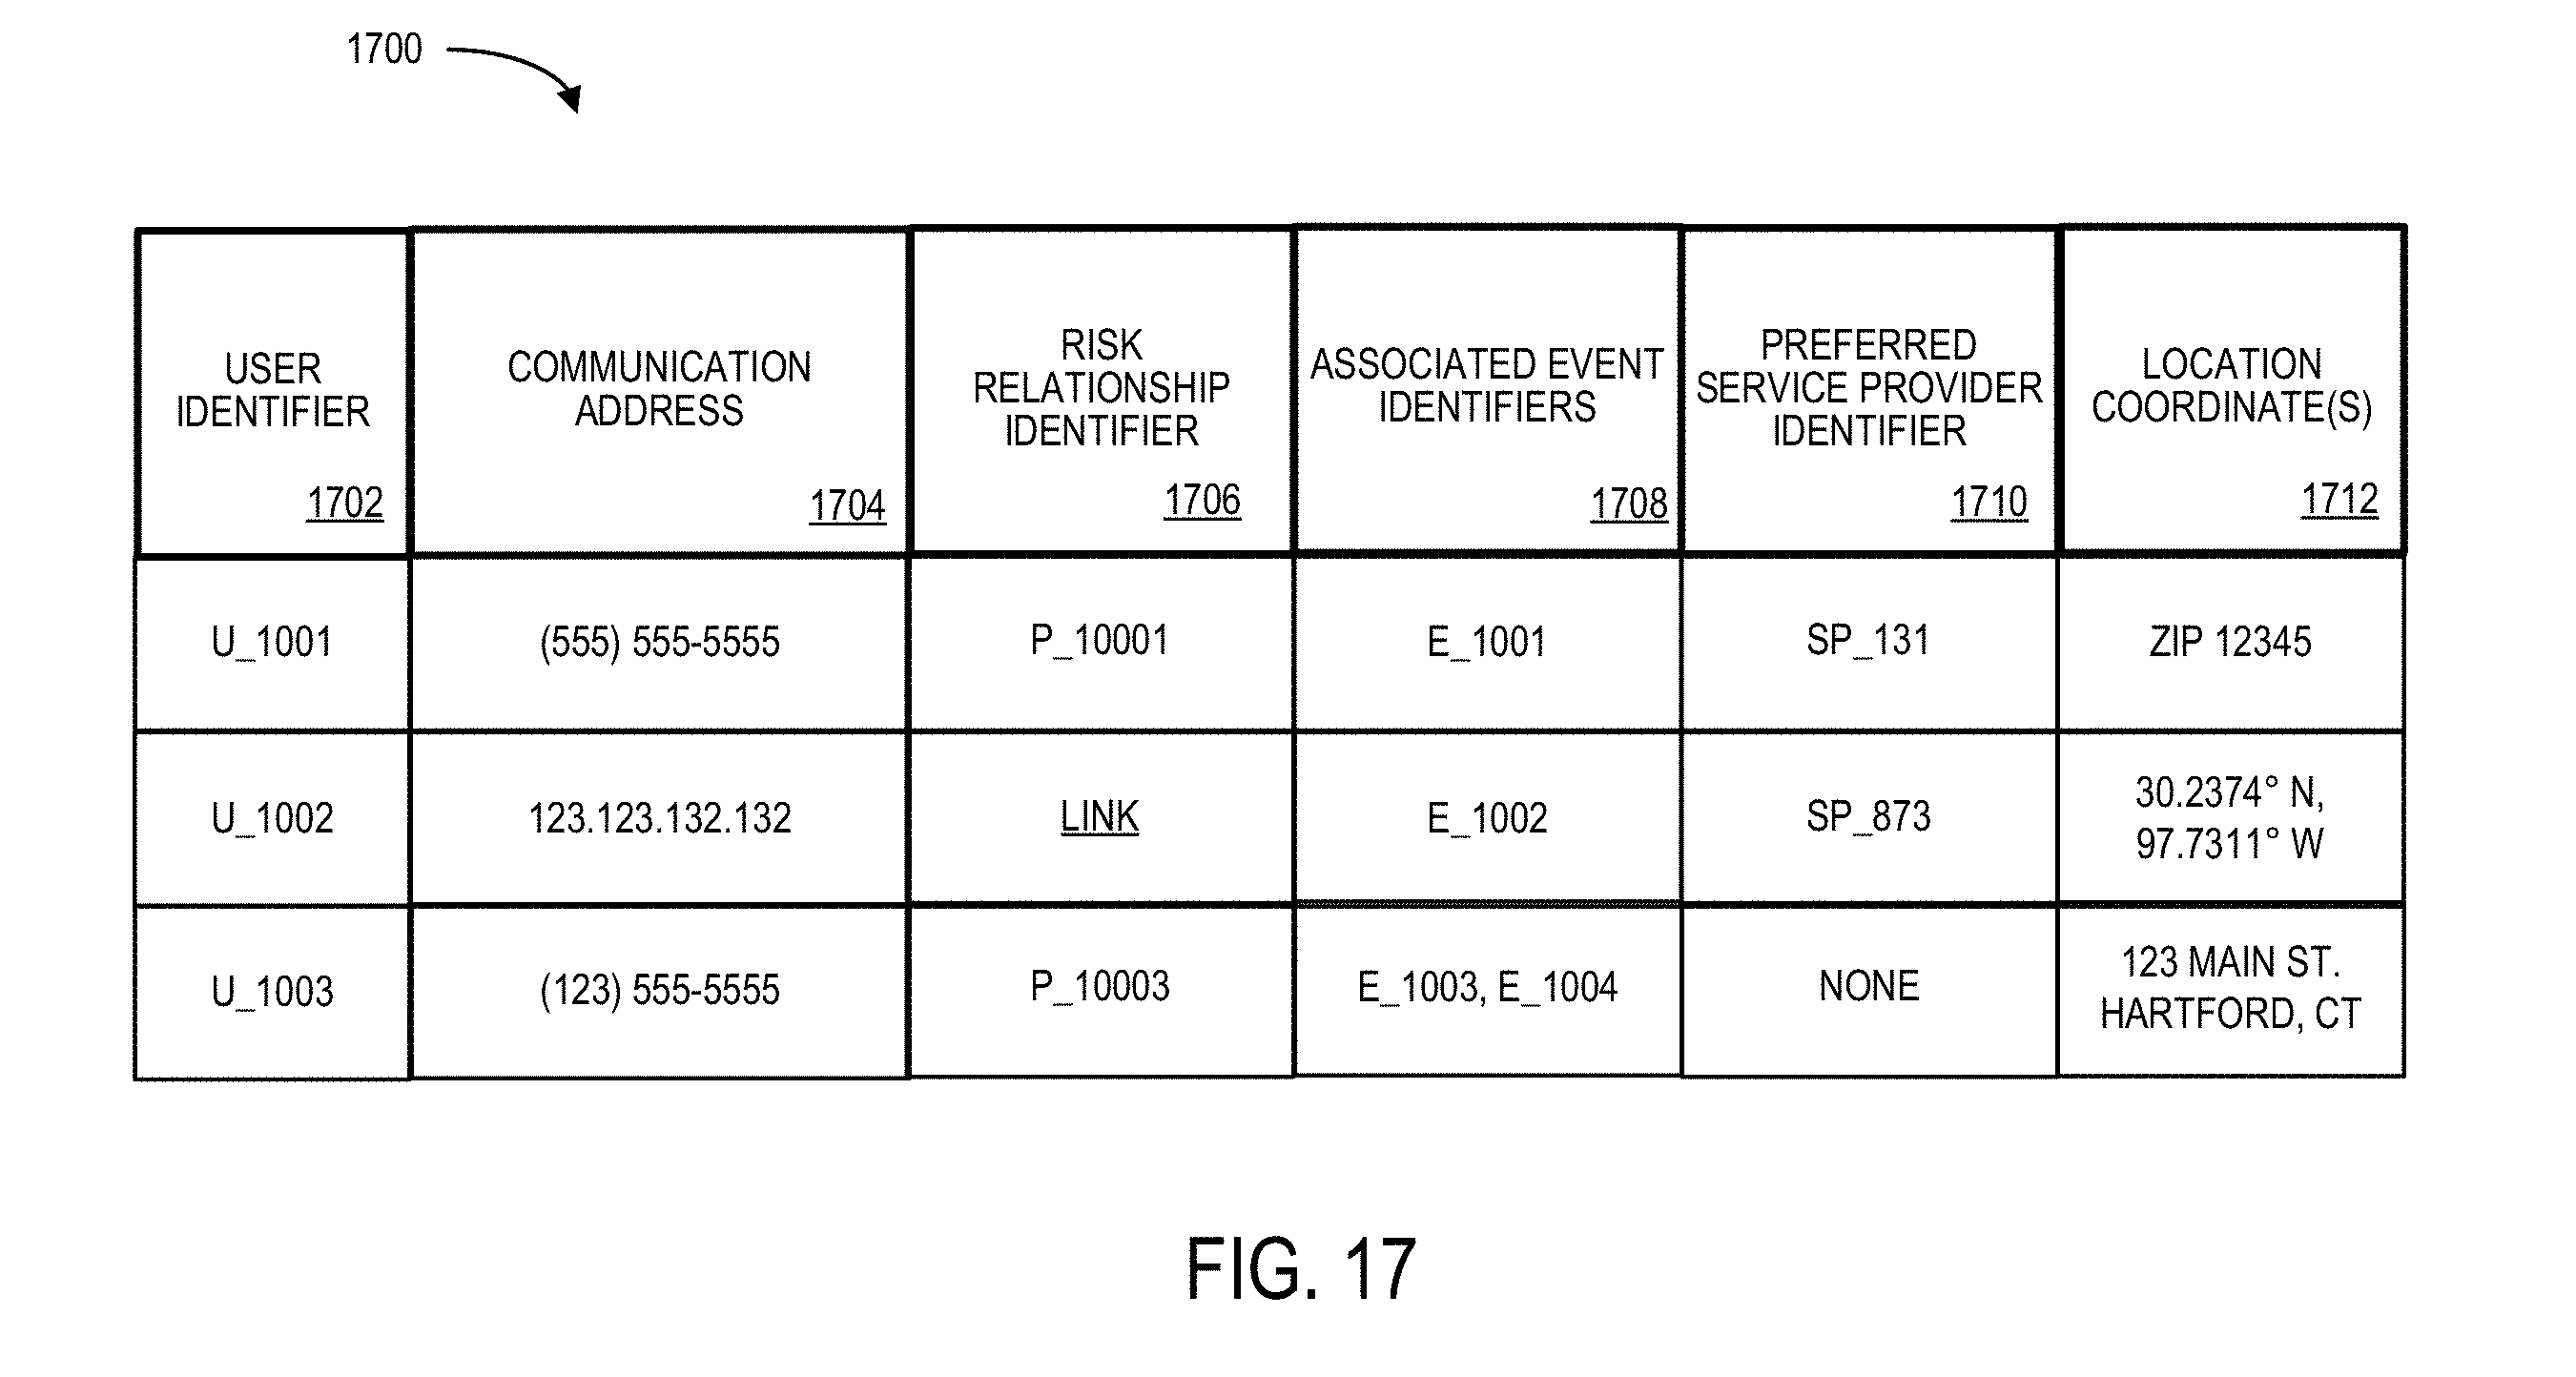 1700
USER
IDENTIFIER
1702
COMMUNICATION
ADDRESS
1704
RISK
RELATIONSHIP
IDENTIFIER
1706
ASSOCIATED EVENT
IDENTIFIERS
1708
PREFERRED
SERVICE PROVIDER
IDENTIFIER
1710
LOCATION
COORDINATE(S)
1712
U_1001
(555) 555-5555
P_10001
E_1001
SP_131
ZIP 12345
U_1002
123.123.132.132
LINK
E_1002
SP_873
30.2374° N,
97.7311° W
U_1003
(123) 555-5555
P_10003
E_1003, E_1004
NONE
123 MAIN ST.
HARTFORD, CT
FIG. 17